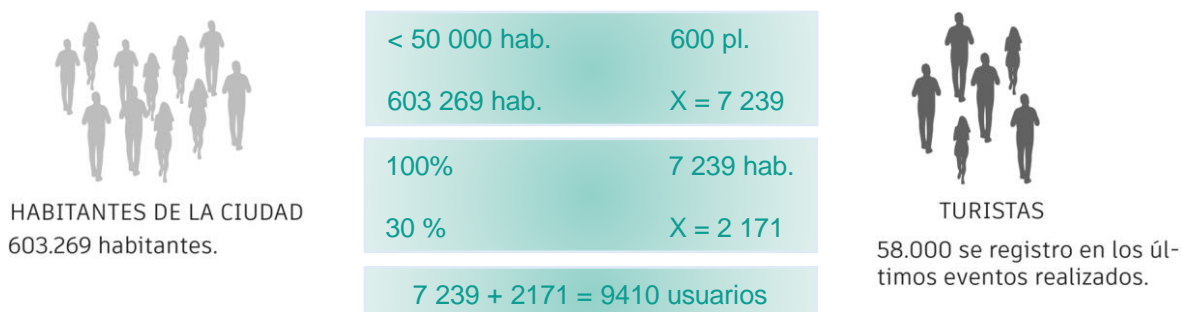 HABITANTES DE LA CIUDAD
603.269 habitantes.
< 50 000 hab. 600 pl.
603 269 hab. X = 7 239
100% 7 239 hab.
30 % X = 2 171
7 239 + 2171 = 9410 usuarios
TURISTAS
58.000 se registro en los úl-
timos eventos realizados.